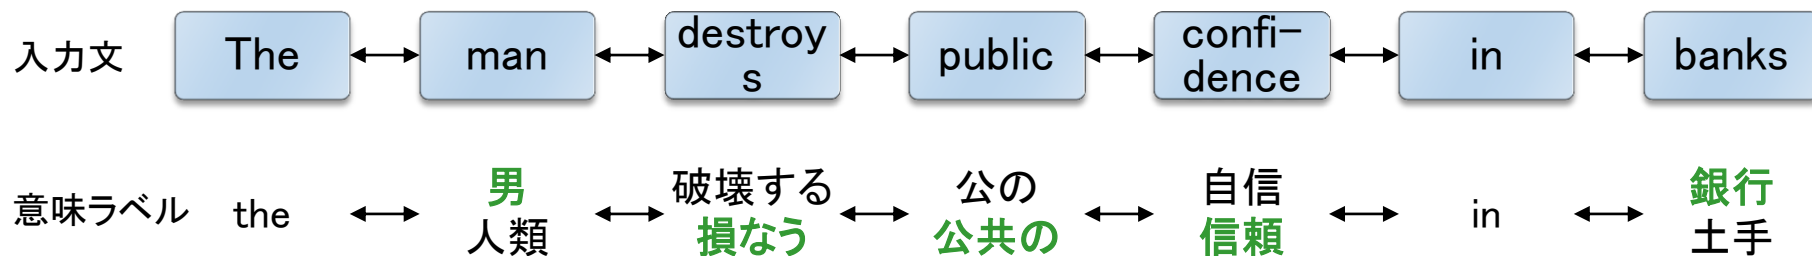 入力文 The man destroy public confi- in banks
s dence
男 破壊する 公の 自信 銀行
意味ラベル the in
人類 損なう 公共の 信頼 土手